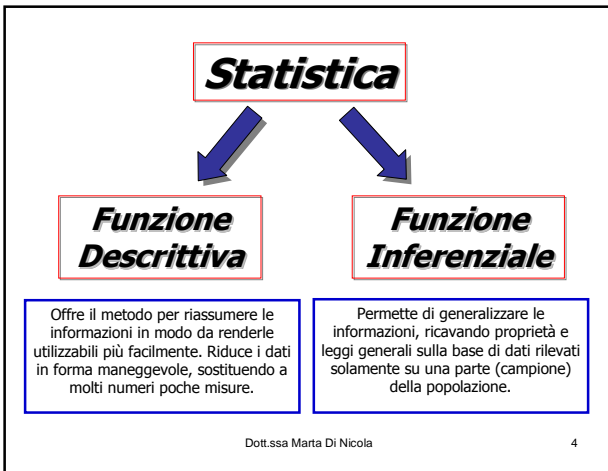 Statistica
Funzione
Descrittiva
Offre il metodo per riassumere le
informazioni in modo da renderle
utilizzabili più facilmente. Riduce i dati
in forma maneggevole, sostituendo a
molti numeri poche misure.
Funzione
Inferenziale
Permette di generalizzare le
informazioni, ricavando proprietà e
leggi generali sulla base di dati rilevati
solamente su una parte (campione)
della popolazione.
Dott.ssa Marta Di Nicola
4